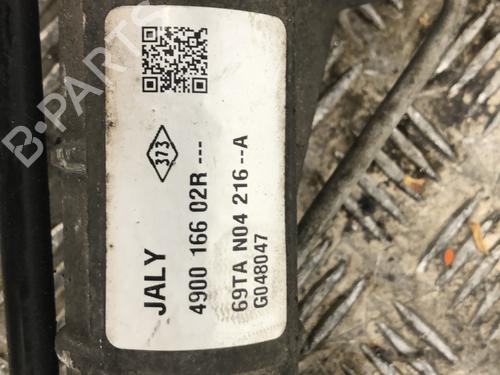 JALY
373
4900 166 02R ---
69TA N04 216--A
G048047
B-PARTS